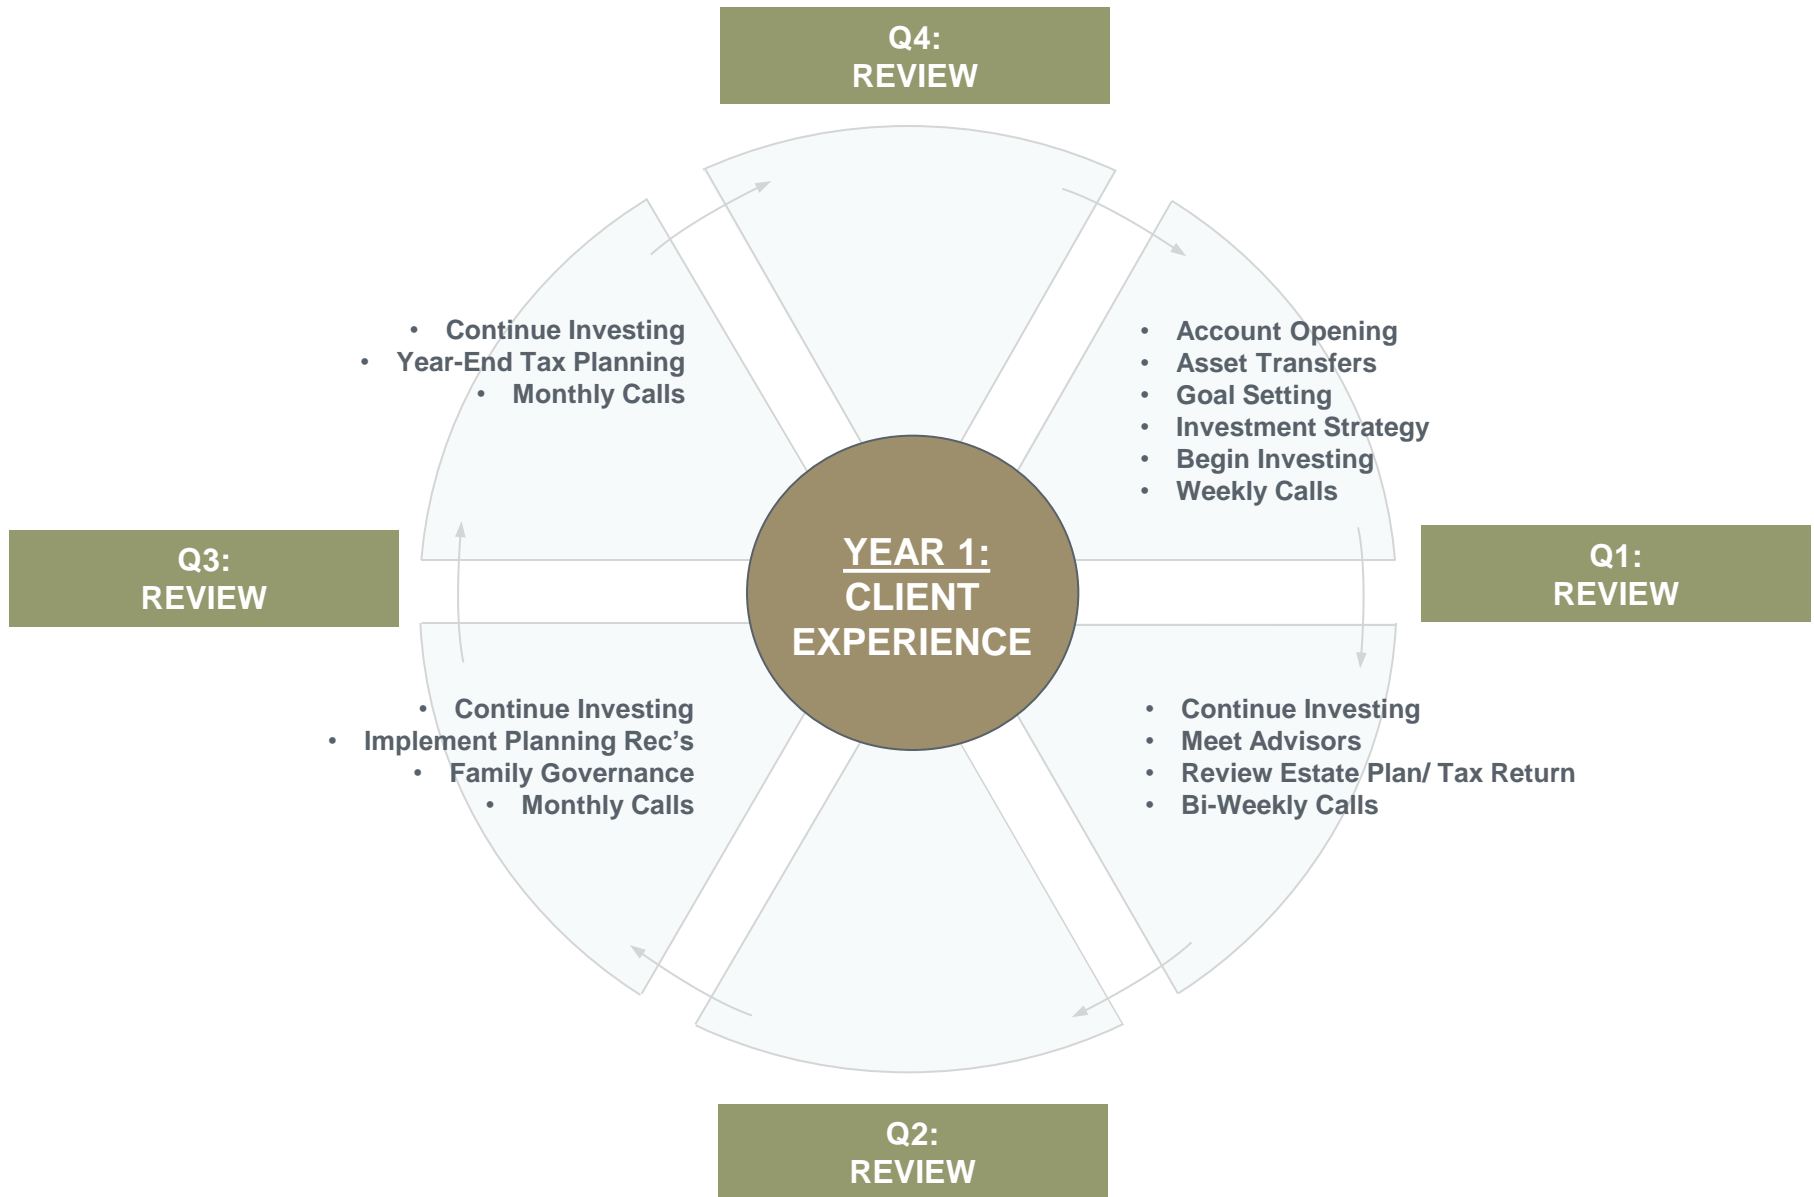 Q4:
REVIEW
• Continue Investing
• Year-End Tax Planning
• Monthly Calls
• Account Opening
• Asset Transfers
• Goal Setting
• Investment Strategy
• Begin Investing
• Weekly Calls
Q3:
REVIEW
YEAR 1:
CLIENT
EXPERIENCE
Q1:
REVIEW
• Continue Investing
• Implement Planning Rec’s
• Family Governance
• Monthly Calls
• Continue Investing
• Meet Advisors
• Review Estate Plan/ Tax Return
• Bi-Weekly Calls
Q2:
REVIEW